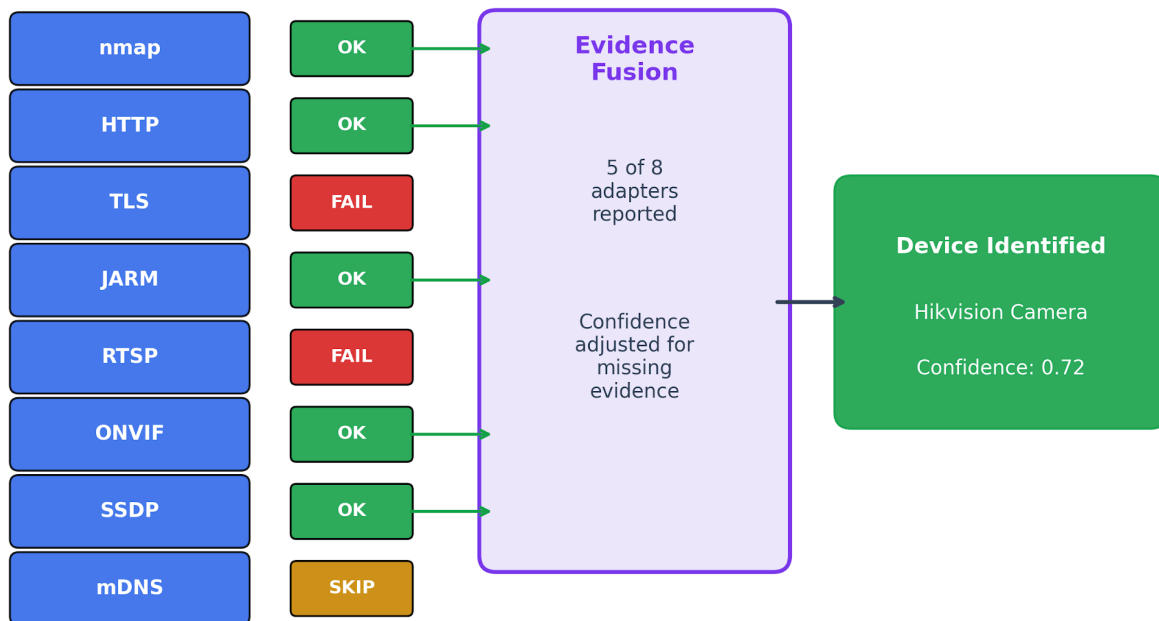 nmap
OK
HTTP
OK
TLS
FAIL
JARM
OK
RTSP
FAIL
ONVIF
OK
SSDP
OK
mDNS
SKIP
Evidence
Fusion
5 of 8
adapters
reported
Confidence
adjusted for
missing
evidence
Device Identified
Hikvision Camera
Confidence: 0.72